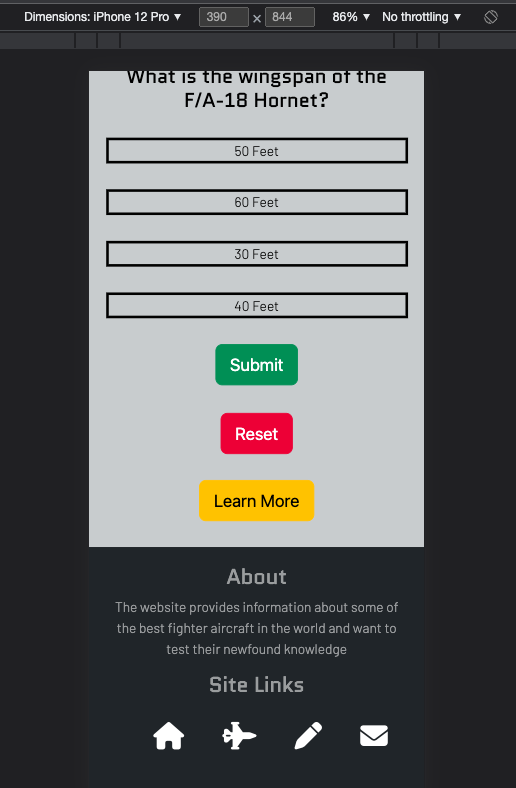 Dimensions: iPhone 12 Pro ▼ 390 × 844 86% ▼ No throttling ▼
What is the wingspan of the
F/A-18 Hornet?
50 Feet
60 Feet
30 Feet
40 Feet
Submit
Reset
Learn More
About
The website provides information about some of
the best fighter aircraft in the world and want to
test their newfound knowledge
Site Links